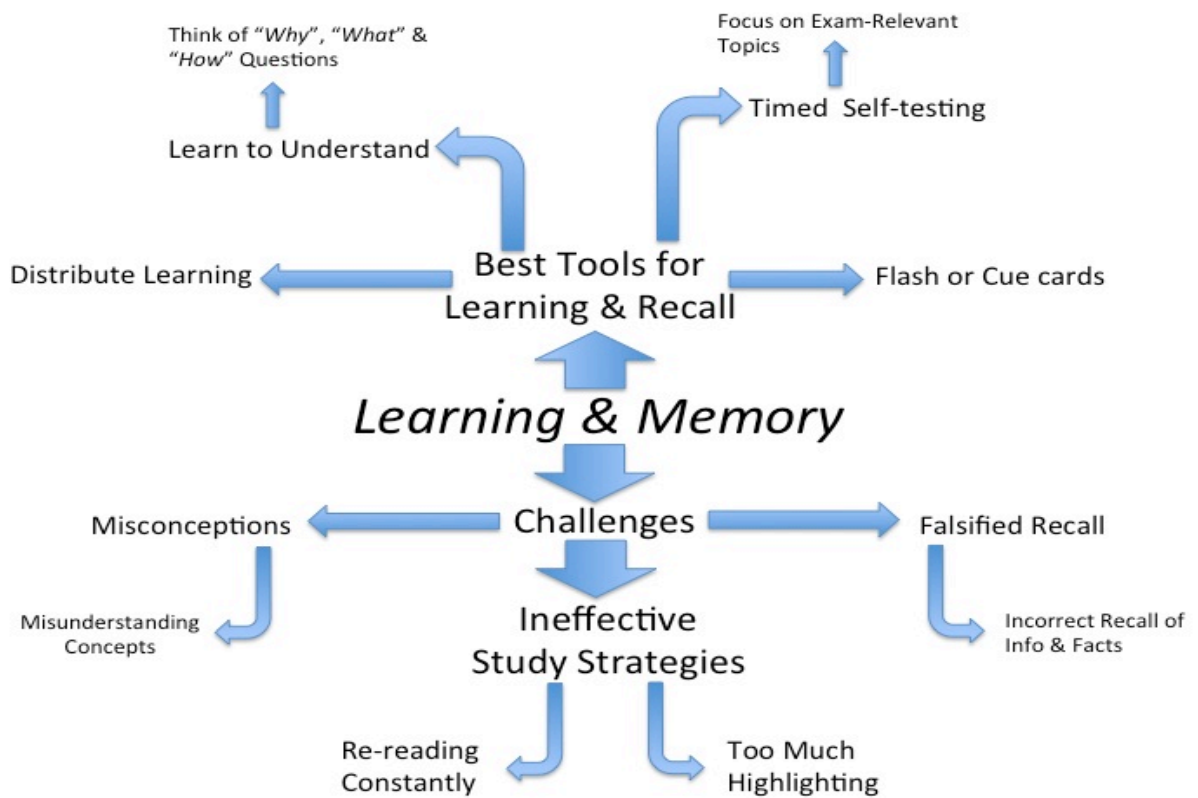 Think of “Why”, “What” &
“How” Questions
Focus on Exam-Relevant
Topics
Timed Self-testing
Learn to Understand
Best Tools for
Learning & Recall
Distribute Learning
Flash or Cue cards
Learning & Memory
Challenges
Misconceptions
Falsified Recall
Misunderstanding
Concepts
Ineffective
Study Strategies
Incorrect Recall of
Info & Facts
Re-reading
Constantly
Too Much
Highlighting